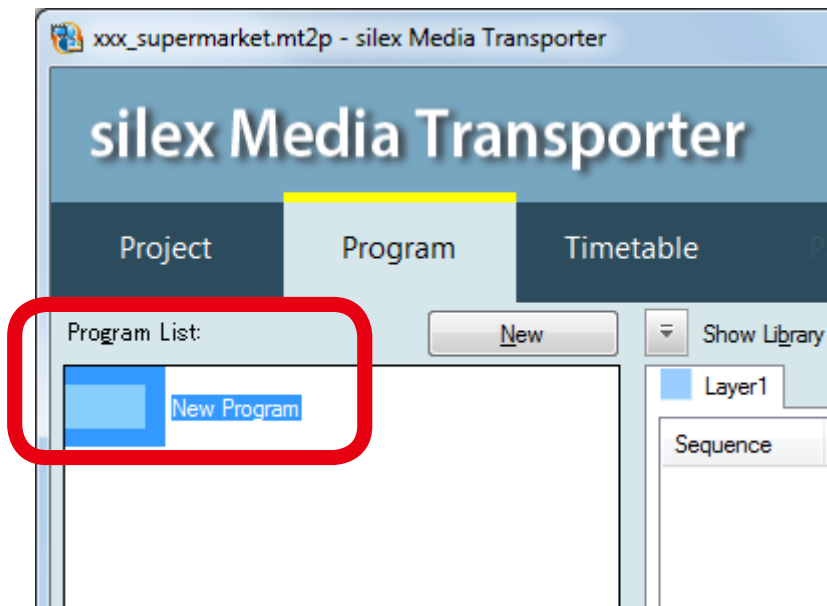 xxx_supermarket.mt2p - silex Media Transporter
silex Media Transporter
Project Program Timetable P
Program List: New Show Library
Layer1
New Program
Sequence